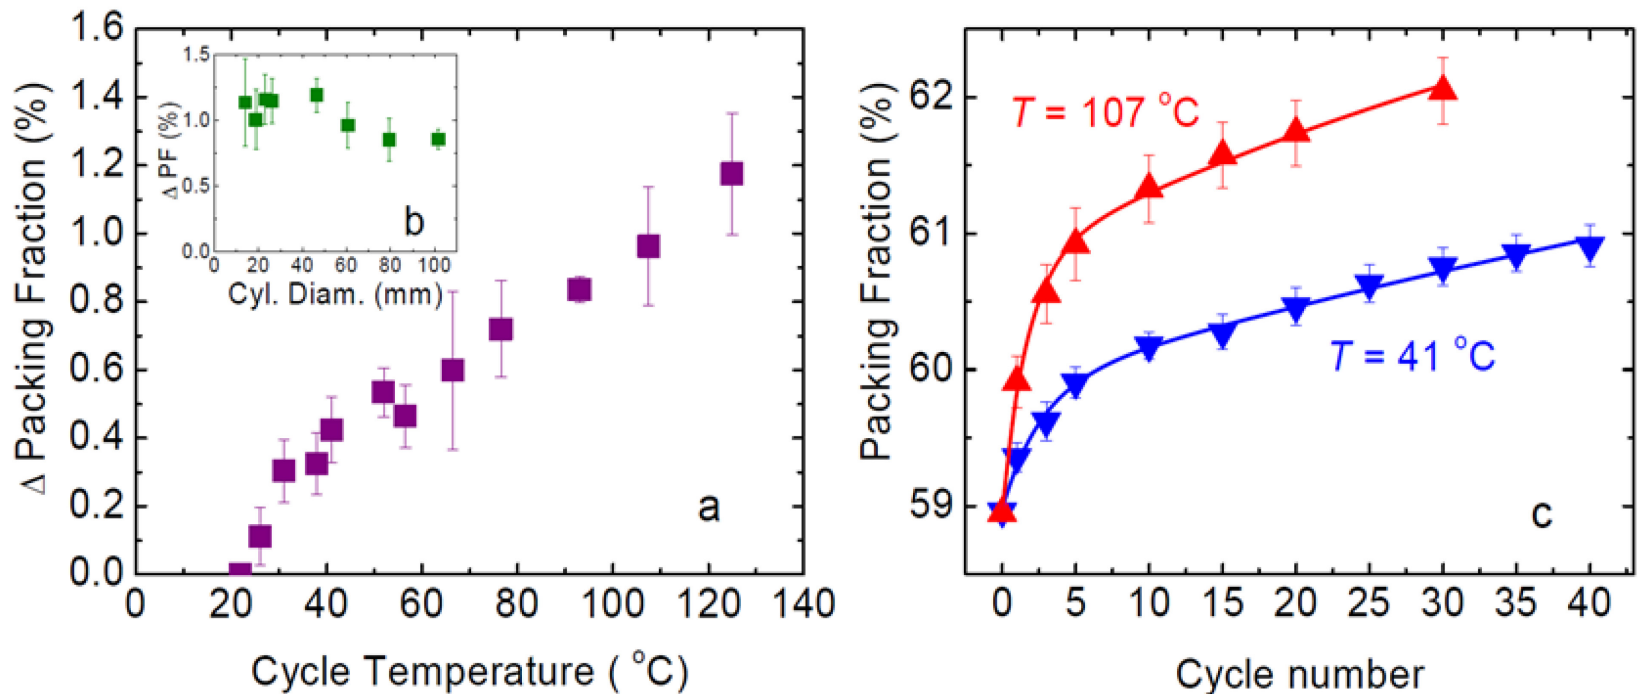 1.6
1.4
1.2
1.0
0.8
0.6
0.4
0.2
0.0
Δ Packing Fraction (%)
0 20 40 60 80 100 120 140
Cycle Temperature ( °C)
a
1.5
1.0
0.5
0.0
Δ PF (%)
0 20 40 60 80 100
Cyl. Diam. (mm)
b
62
61
60
59
Packing Fraction (%)
T = 107 °C
T = 41 °C
c
0 5 10 15 20 25 30 35 40
Cycle number